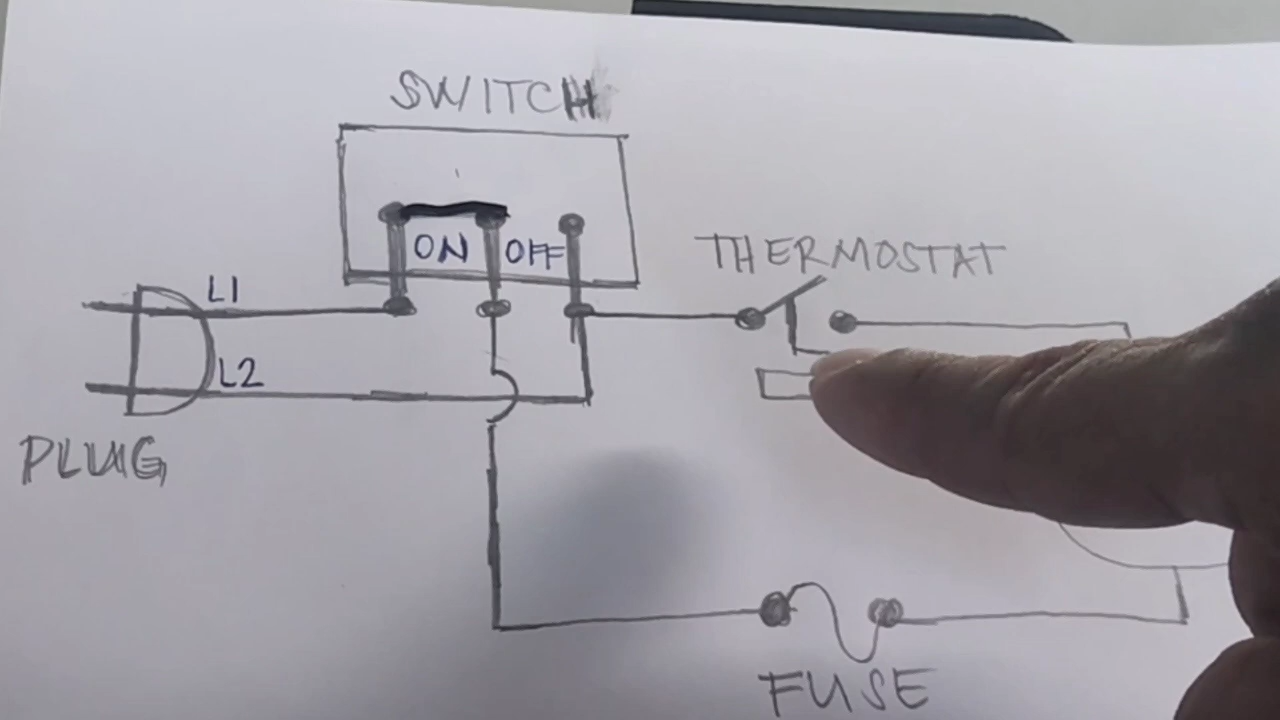 SWITCH
ON OFF
THERMOSTAT
L1
L2
PLUG
FUSE